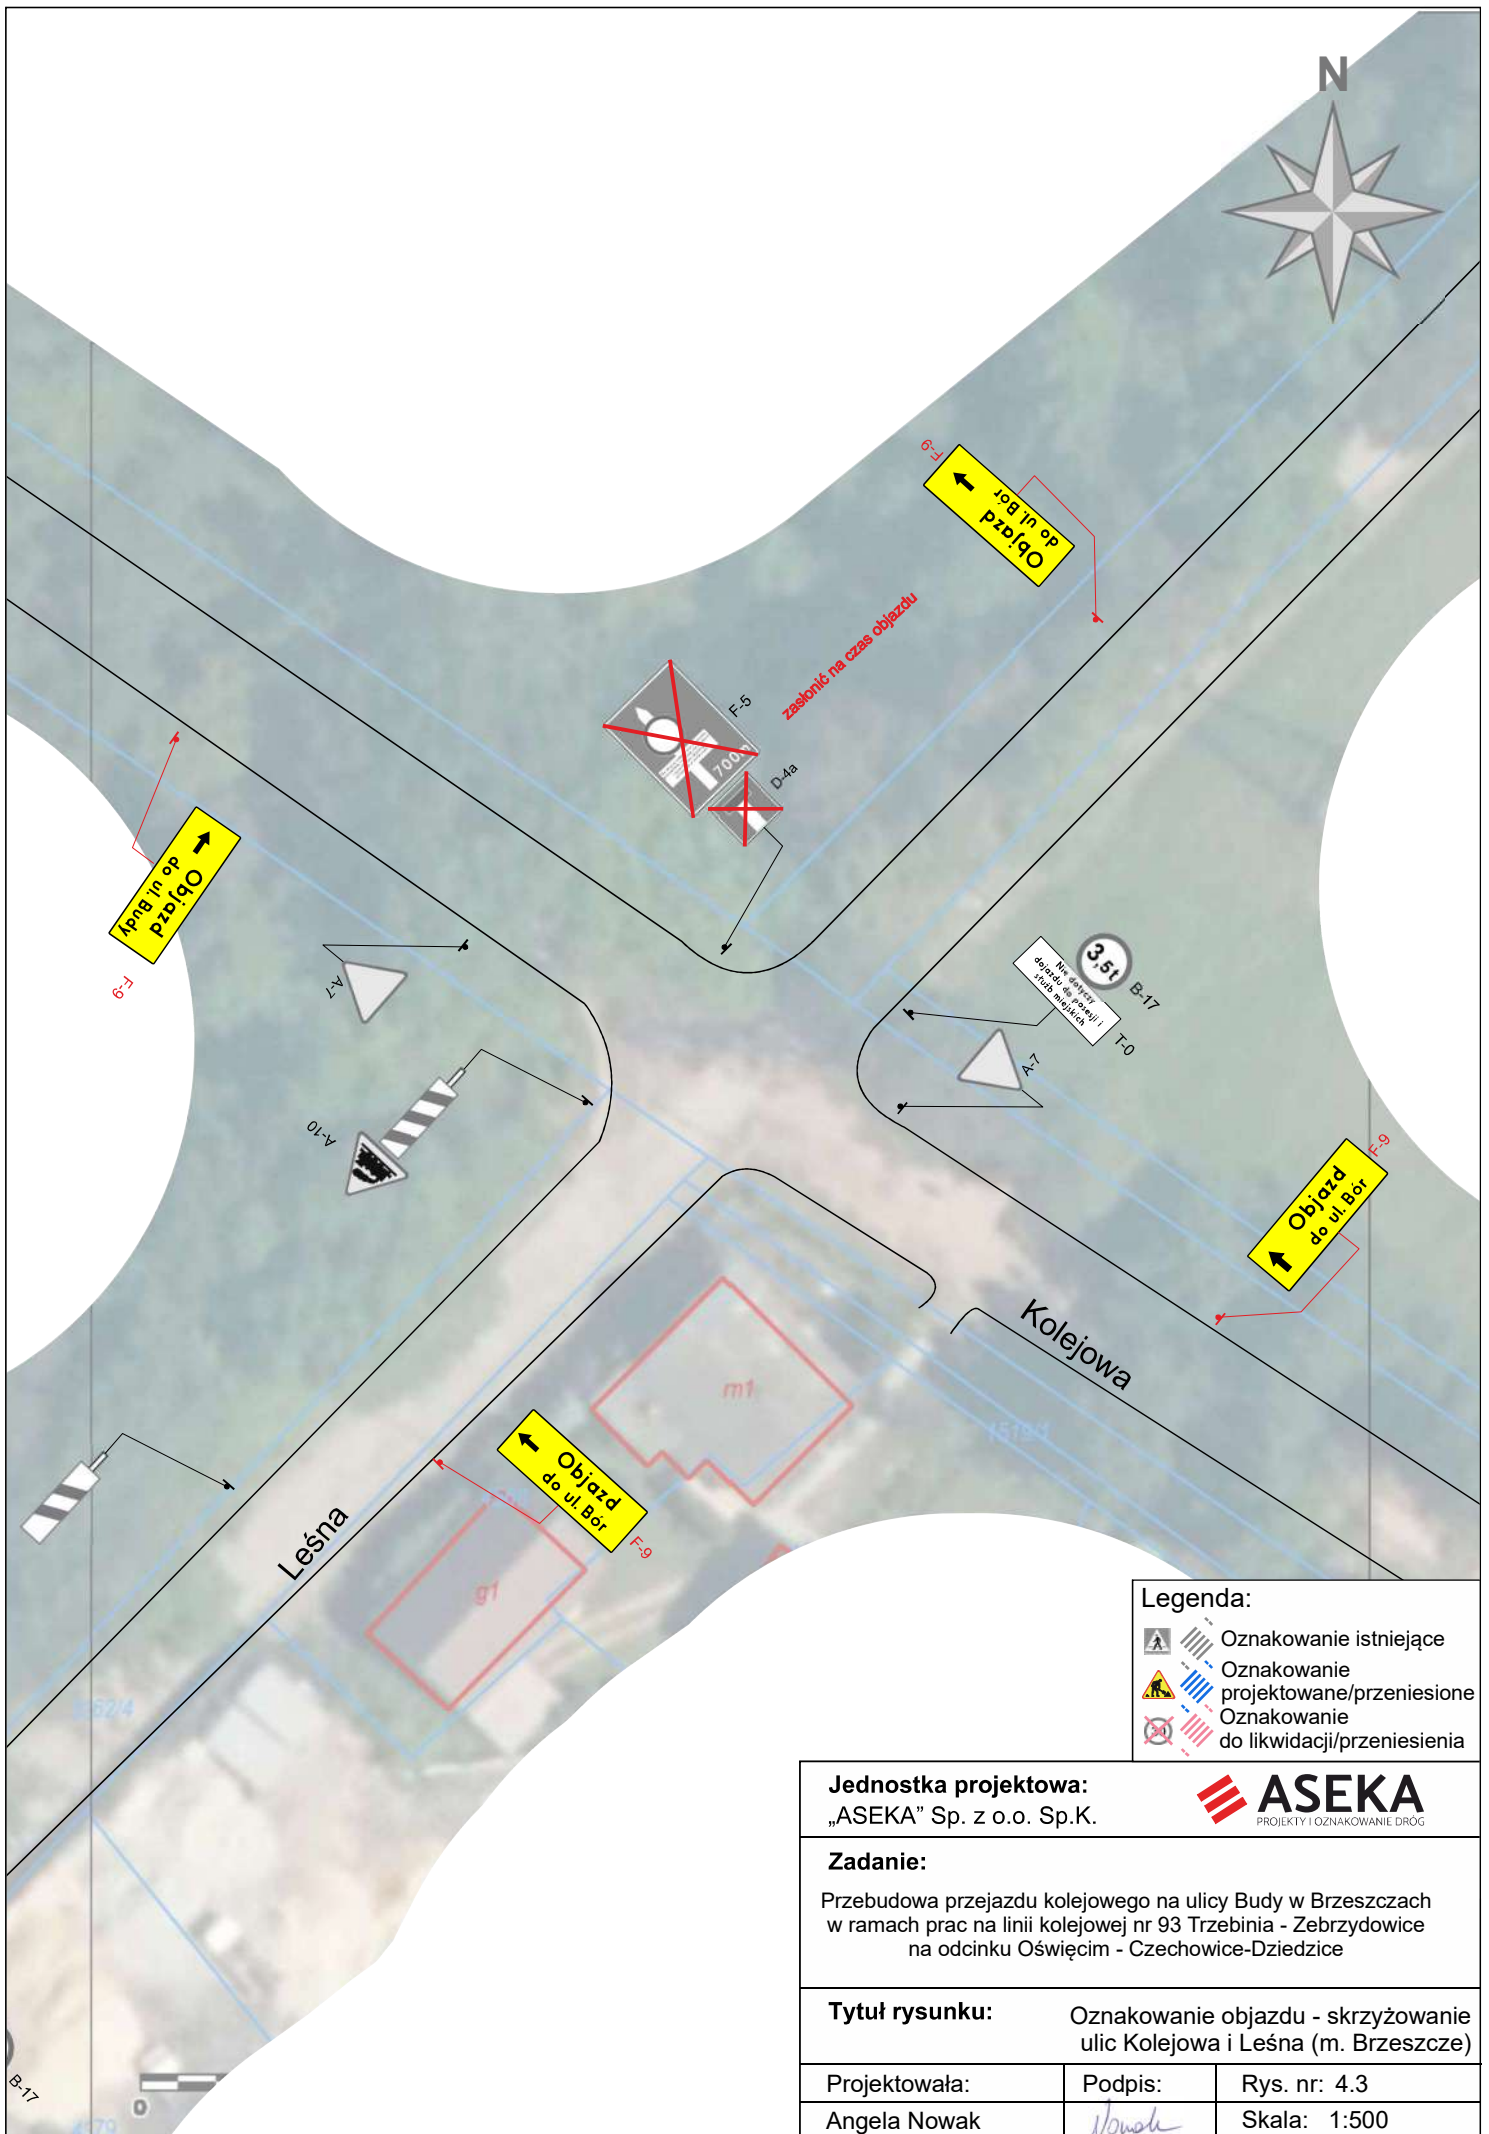 N
F-9
Objazd
do ul. Bór
zasłonić na czas objazdu
F-5
700m
D-4a
Objazd
do ul. Budy
F-9
A-7
A-10
3,5t
B-17
Nie dotyczy
dojazdu do posesji i
służb miejskich
T-0
A-7
F-9
Objazd
do ul. Bór
Kolejowa
m1
1519/1
Objazd
do ul. Bór
F-9
Leśna
g1
B-17
0
Legenda:
Oznakowanie istniejące
Oznakowanie
projektowane/przeniesione
Oznakowanie
do likwidacji/przeniesienia
Jednostka projektowa:
„ASEKA” Sp. z o.o. Sp.K.
ASEKA
PROJEKTY I OZNAKOWANIE DRÓG
Zadanie:
Przebudowa przejazdu kolejowego na ulicy Budy w Brzeszczach
w ramach prac na linii kolejowej nr 93 Trzebinia - Zebrzydowice
na odcinku Oświęcim - Czechowice-Dziedzice
Tytuł rysunku:
Oznakowanie objazdu - skrzyżowanie
ulic Kolejowa i Leśna (m. Brzeszcze)
Projektowała:
Podpis:
Rys. nr: 4.3
Angela Nowak
Nowak
Skala: 1:500